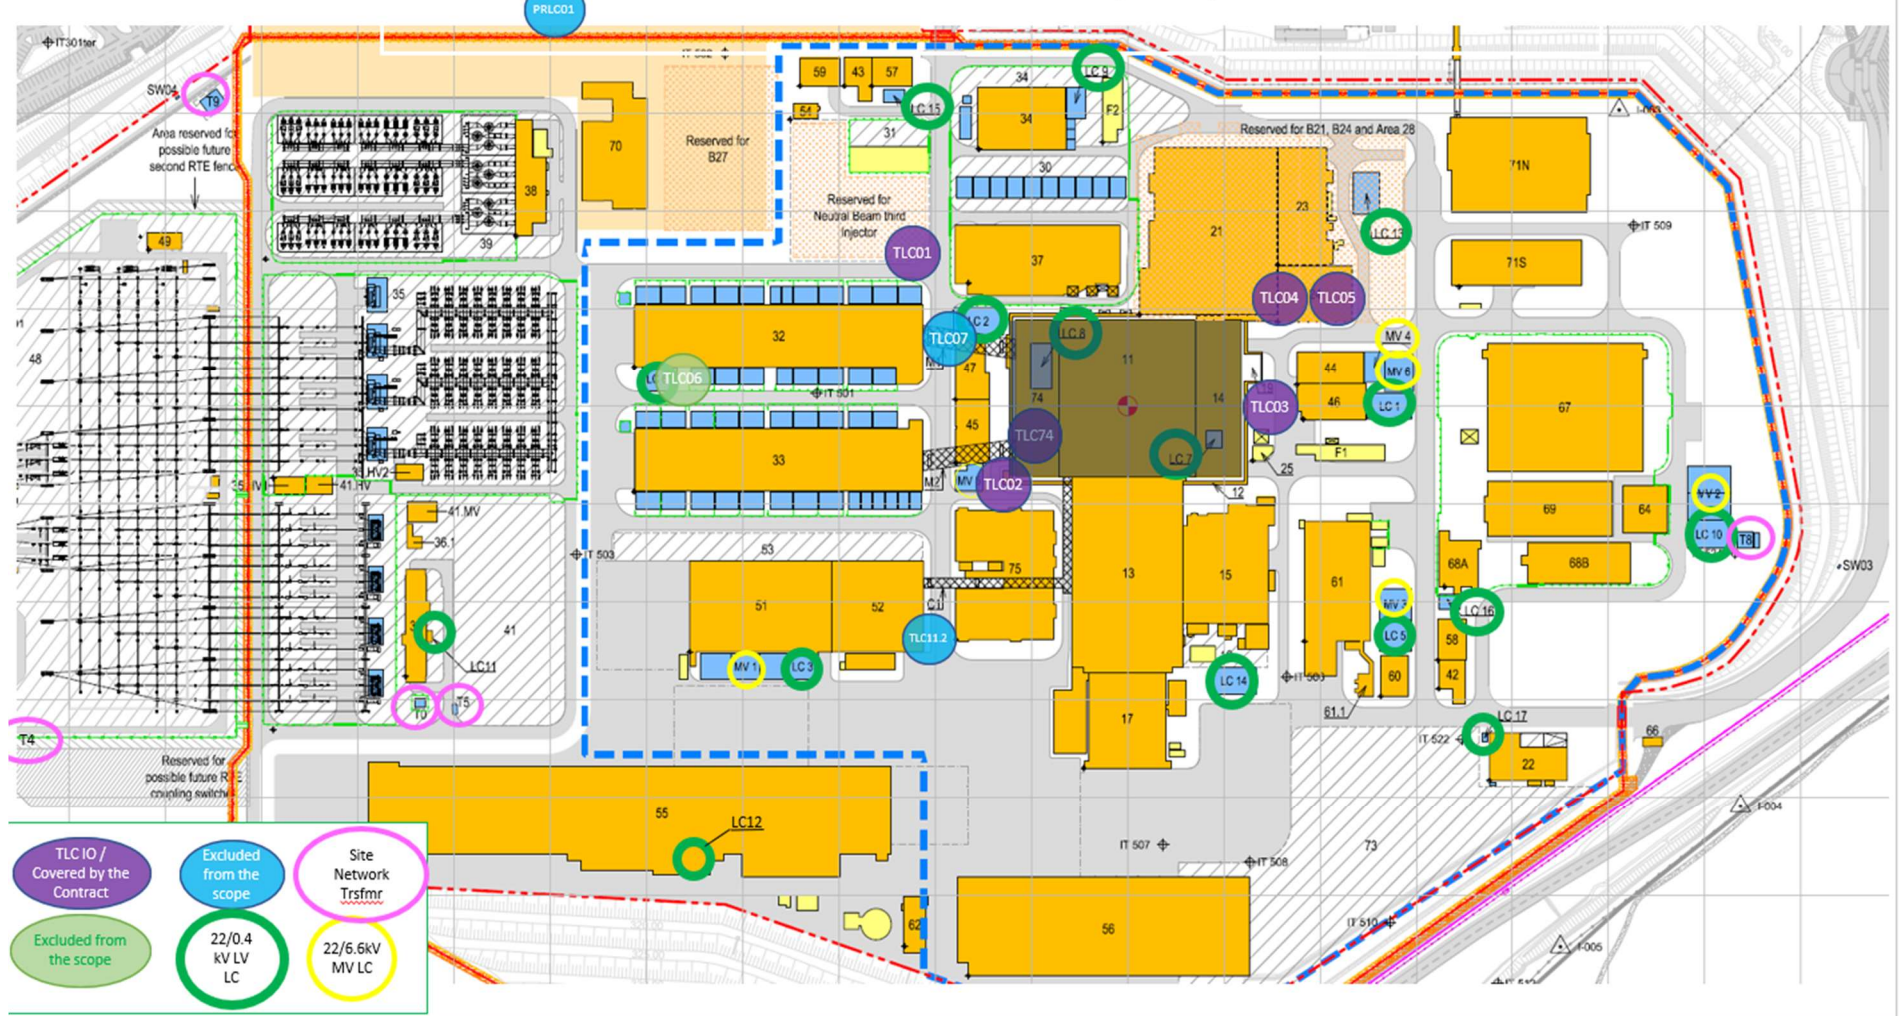 PRLC01
IT301ter
IT 502
SW04
T9
59
43
57
54
LC 15
34
LC 9
F2
34
Reserved for B21, B24 and Area 28
I-003
Area reserved for
possible future
second RTE fence
38
70
Reserved for
B27
31
30
71N
Reserved for
Neutral Beam third
Injector
21
23
LC 13
IT 509
49
39
TLC01
37
71S
35
TLC04
TLC05
48
32
LC 2
TLC07
LC 8
11
MV 4
TLC06
47
44
MV 6
IT 501
74
14
TLC03
46
LC 1
67
45
TLC74
33
LC 7
F1
25
HV2
41.HV
M2
MV
TLC02
12
MV 2
41.MV
69
64
LC 10
T8
36.1
53
IT 503
75
13
15
61
68A
68B
SW03
51
52
C1
MV 3
LC 16
41
LC11
TLC11.2
LC 5
58
MV 1
LC 3
LC 14
60
42
T0
T5
61.1
17
LC 17
T4
IT 522
66
22
Reserved for
possible future RTE
coupling switch
55
LC12
I-004
IT 507
IT 508
73
TLC IO /
Covered by the
Contract
Excluded
from the
scope
Site
Network
Trsfmr
Excluded from
the scope
22/0.4
kV LV
LC
22/6.6kV
MV LC
62
56
IT 510
I-005